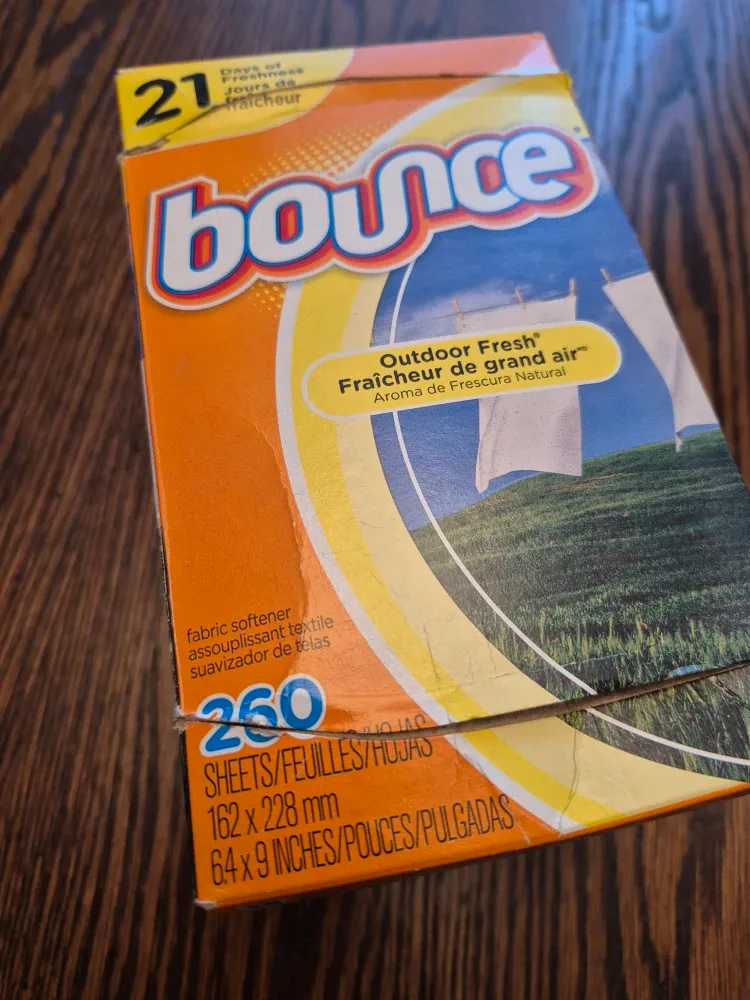 21
Days of
Freshness
Jours de
fraîcheur
bounce®
Outdoor Fresh®
Fraîcheur de grand air MD
Aroma de Frescura Natural
fabric softener
assouplissant textile
suavizador de telas
260
SHEETS/FEUILLES/HOJAS
162 x 228 mm
6.4 x 9 INCHES/POUCES/PULGADAS